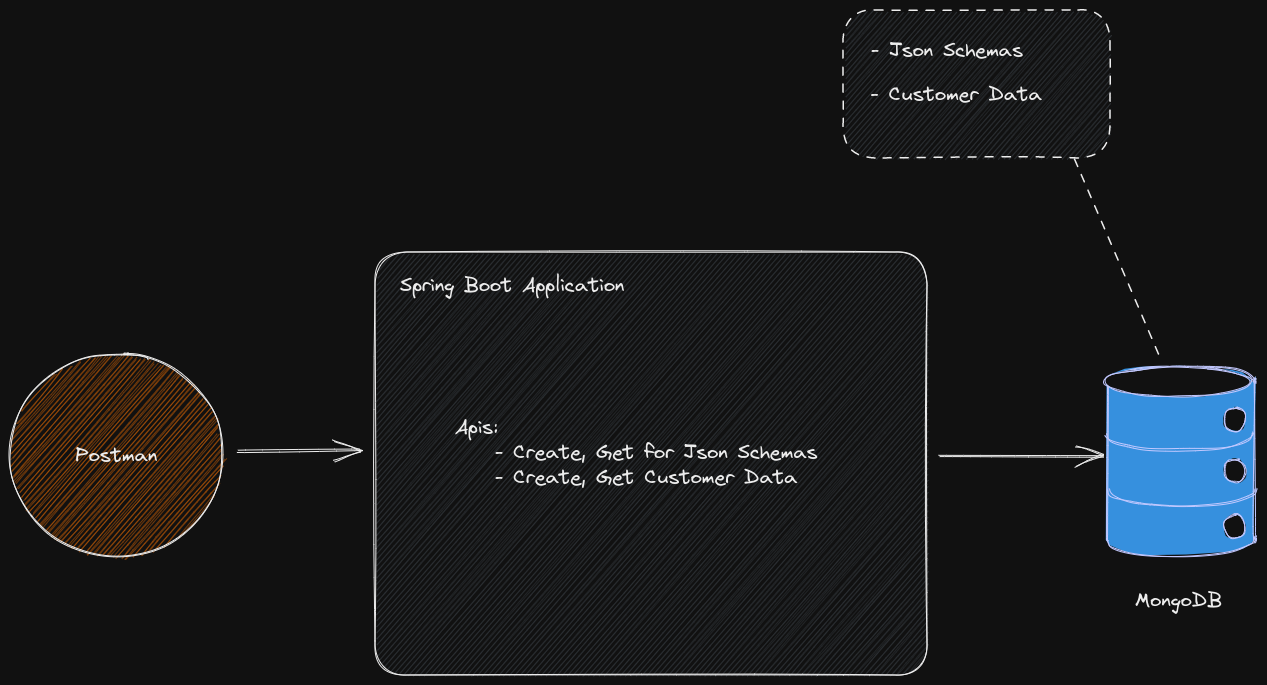 - Json Schemas
- Customer Data
Spring Boot Application
Postman
Apis:
- Create, Get for Json Schemas
- Create, Get Customer Data
MongoDB